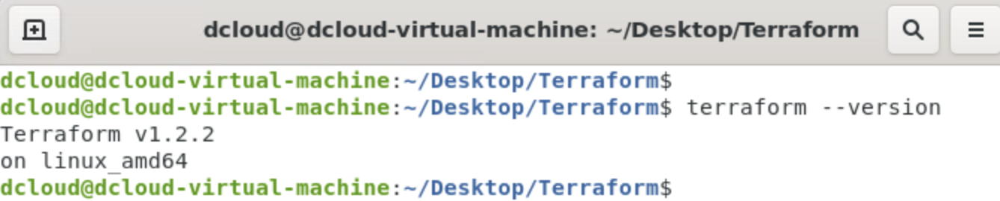 dcloud@dcloud-virtual-machine: ~/Desktop/Terraform
dcloud@dcloud-virtual-machine:~/Desktop/Terraform$
dcloud@dcloud-virtual-machine:~/Desktop/Terraform$ terraform --version
Terraform v1.2.2
on linux_amd64
dcloud@dcloud-virtual-machine:~/Desktop/Terraform$